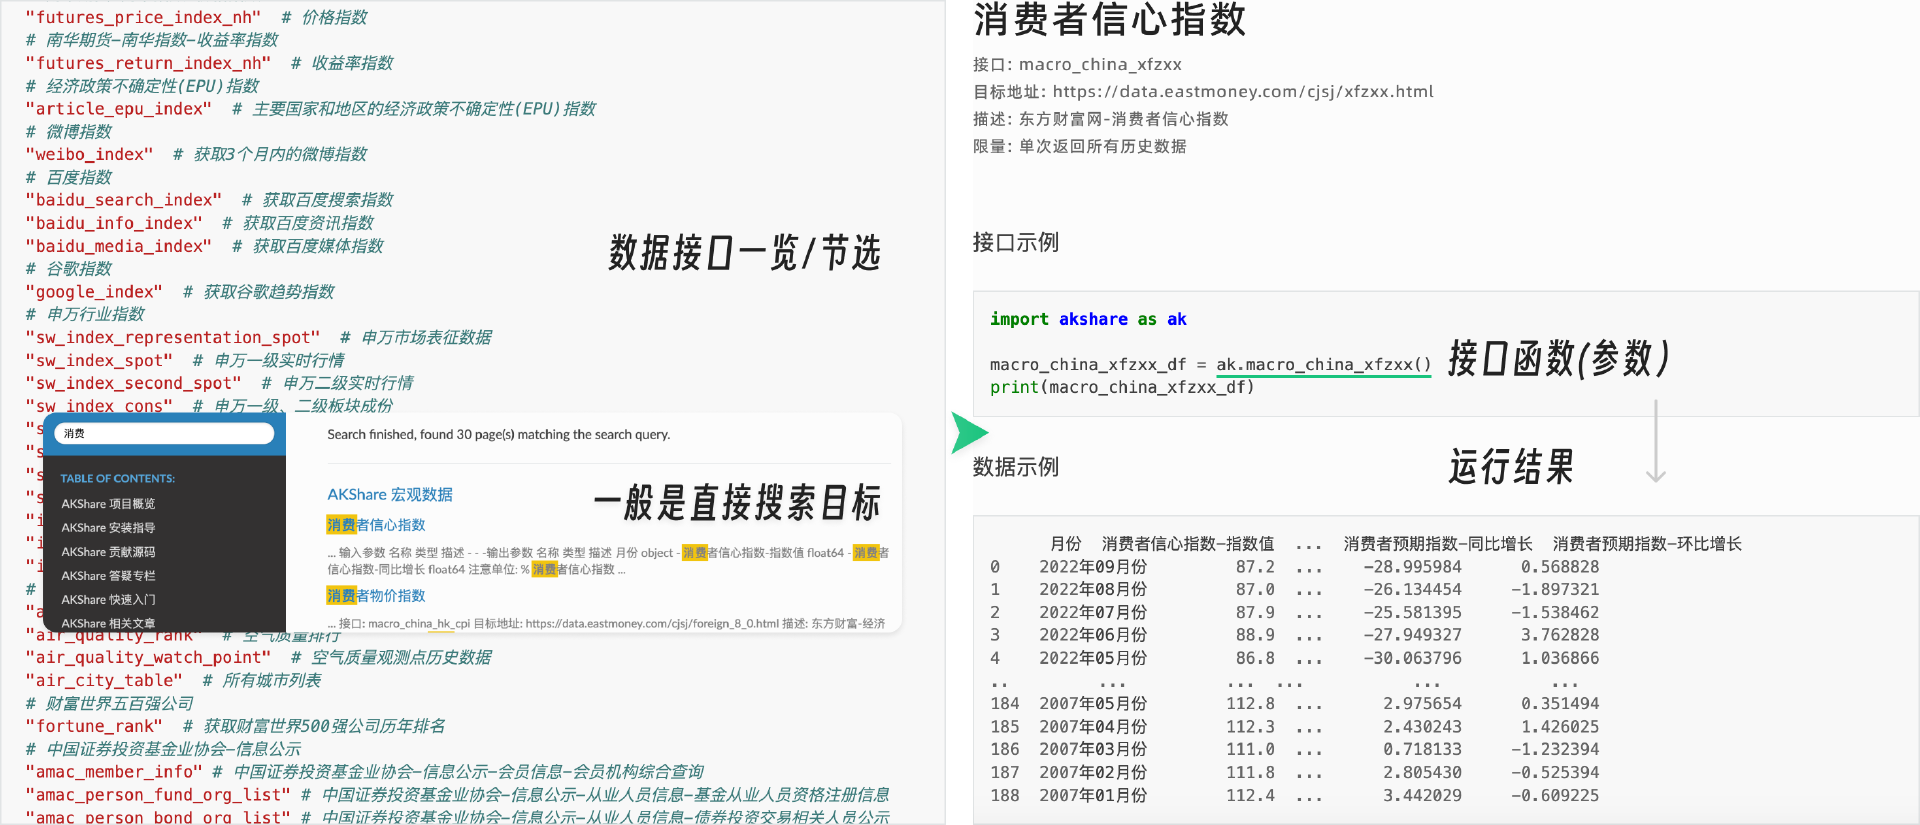 "futures_price_index_nh"  # 价格指数
# 南华期货-南华指数-收益率指数
"futures_return_index_nh"  # 收益率指数
# 经济政策不确定性(EPU)指数
"article_epu_index"  # 主要国家和地区的经济政策不确定性(EPU)指数
# 微博指数
"weibo_index"  # 获取3个月内的微博指数
# 百度指数
"baidu_search_index"  # 获取百度搜索指数
"baidu_info_index"  # 获取百度资讯指数
"baidu_media_index"  # 获取百度媒体指数
# 谷歌指数
"google_index"  # 获取谷歌趋势指数
# 申万行业指数
"sw_index_representation_spot"  # 申万市场表征数据
"sw_index_spot"  # 申万一级实时行情
"sw_index_second_spot"  # 申万二级实时行情
"sw_index_cons"  # 申万一级、二级板块成份
数据接口一览/节选
消费
TABLE OF CONTENTS:
AKShare 项目概览
AKShare 安装指导
AKShare 贡献源码
AKShare 答疑专栏
AKShare 快速入门
AKShare 相关文章
Search finished, found 30 page(s) matching the search query.
AKShare 宏观数据
一般是直接搜索目标
消费者信心指数
... 输入参数 名称 类型 描述 - - -输出参数 名称 类型 描述 月份 object - 消费者信心指数-指数值 float64 - 消费者
信心指数-同比增长 float64 注意单位: % 消费者信心指数 ...
消费者物价指数
... 接口: macro_china_hk_cpi 目标地址: https://data.eastmoney.com/cjsj/foreign_8_0.html 描述: 东方财富-经济
"air_quality_rank"  # 空气质量排行
"air_quality_watch_point"  # 空气质量观测点历史数据
"air_city_table"  # 所有城市列表
# 财富世界五百强公司
"fortune_rank"  # 获取财富世界500强公司历年排名
# 中国证券投资基金业协会-信息公示
"amac_member_info" # 中国证券投资基金业协会-信息公示-会员信息-会员机构综合查询
"amac_person_fund_org_list" # 中国证券投资基金业协会-信息公示-从业人员信息-基金从业人员资格注册信息
"amac_person_bond_org_list" # 中国证券投资基金业协会-信息公示-从业人员信息-债券投资交易相关人员公示
消费者信心指数
接口: macro_china_xfzxx
目标地址: https://data.eastmoney.com/cjsj/xfzxx.html
描述: 东方财富网-消费者信心指数
限量: 单次返回所有历史数据
接口示例
import akshare as ak
macro_china_xfzxx_df = ak.macro_china_xfzxx()
print(macro_china_xfzxx_df)
接口函数(参数)
运行结果
数据示例
月份  消费者信心指数-指数值  ...  消费者预期指数-同比增长  消费者预期指数-环比增长
0    2022年09月份  87.2  ...  -28.995984  0.568828
1    2022年08月份  87.0  ...  -26.134454  -1.897321
2    2022年07月份  87.9  ...  -25.581395  -1.538462
3    2022年06月份  88.9  ...  -27.949327  3.762828
4    2022年05月份  86.8  ...  -30.063796  1.036866
..  ...  ...  ...  ...  ...
184  2007年05月份  112.8  ...  2.975654  0.351494
185  2007年04月份  112.3  ...  2.430243  1.426025
186  2007年03月份  111.0  ...  0.718133  -1.232394
187  2007年02月份  111.8  ...  2.805430  -0.525394
188  2007年01月份  112.4  ...  3.442029  -0.609225